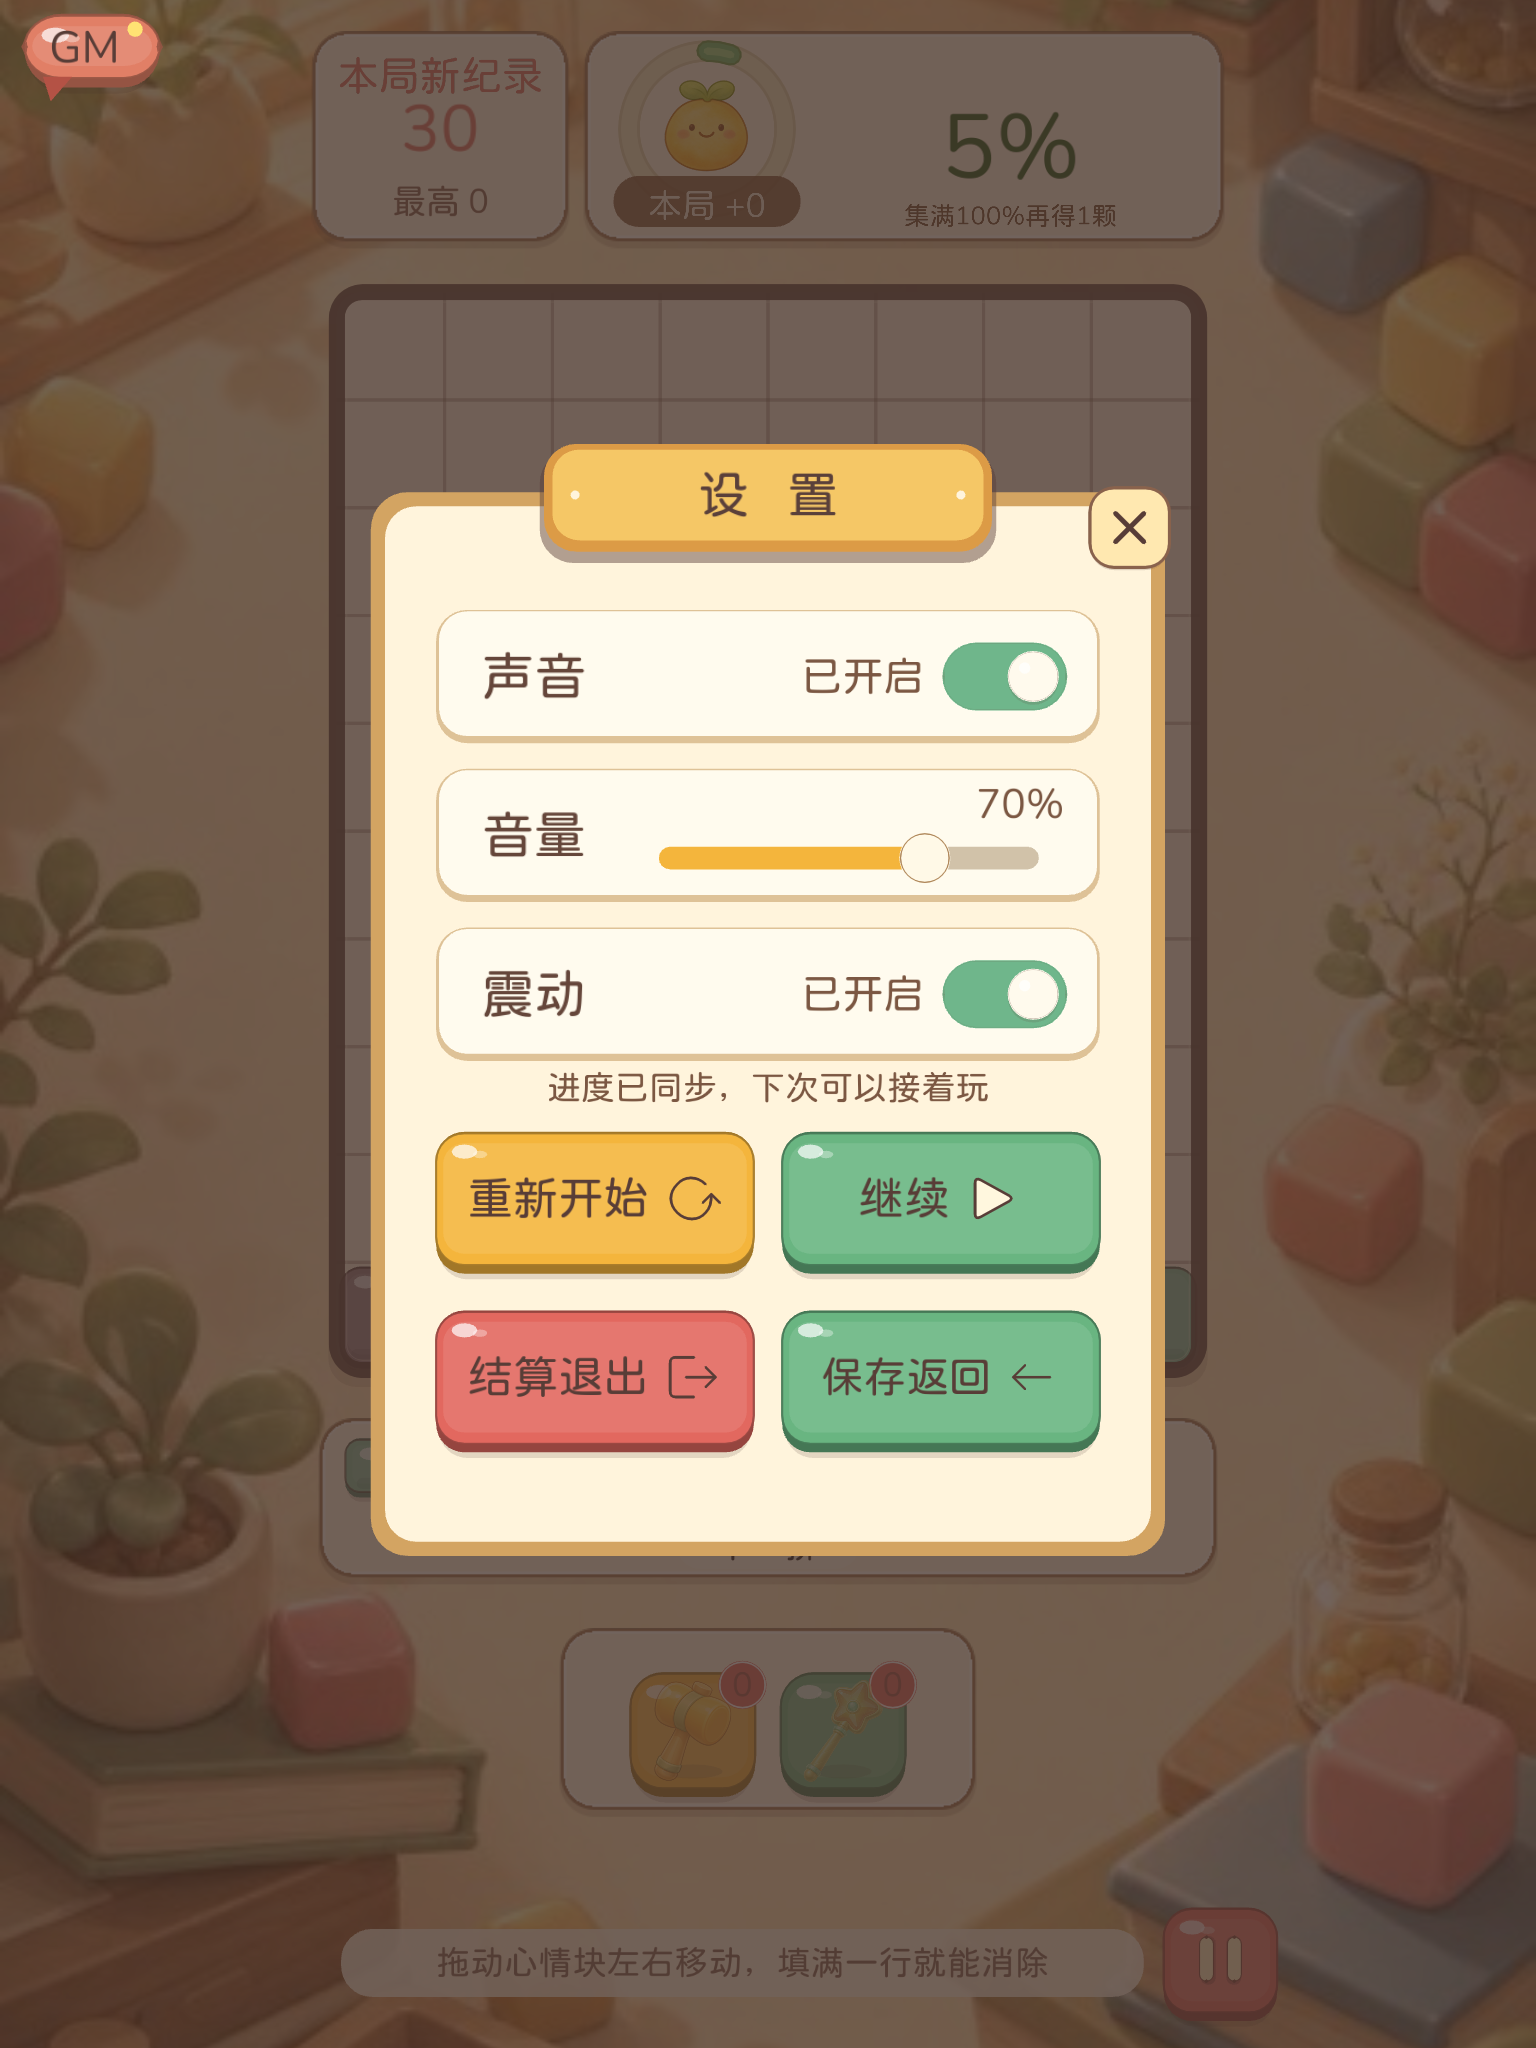 GM
本局新纪录
30
最高 0
本局 +0
5%
集满100%再得1颗
设 置
声音
已开启
音量
70%
震动
已开启
进度已同步，下次可以接着玩
重新开始
继续
结算退出
保存返回
0
0
拖动心情块左右移动，填满一行就能消除